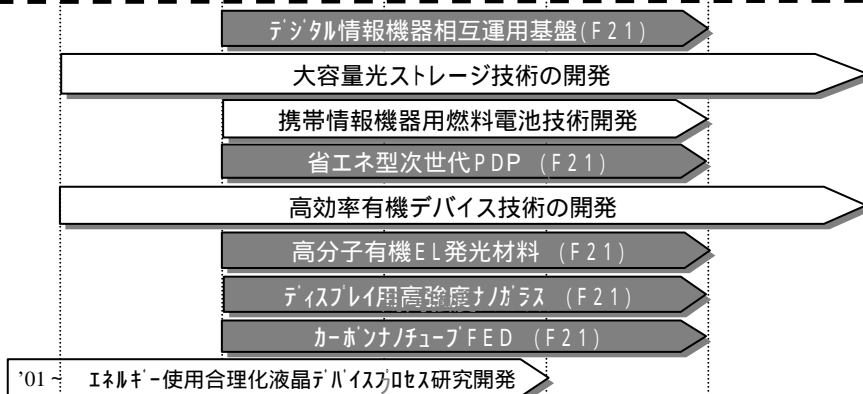 ﾃﾞｼﾞﾀﾙ情報機器相互運用基盤(F21)
大容量光ストレージ技術の開発
携帯情報機器用燃料電池技術開発
省エネ型次世代PDP (F21)
高効率有機デバイス技術の開発
高分子有機EL発光材料 (F21)
ﾃﾞｨｽﾌﾟﾚｲ用高強度ﾅﾉｶﾞﾗｽ (F21)
ｶｰﾎﾞﾝﾅﾉﾁｭｰﾌﾞFED (F21)
'01~ ｴﾈﾙｷﾞｰ使用合理化液晶ﾃﾞﾊﾞｲｽﾌﾟﾛｾｽ研究開発